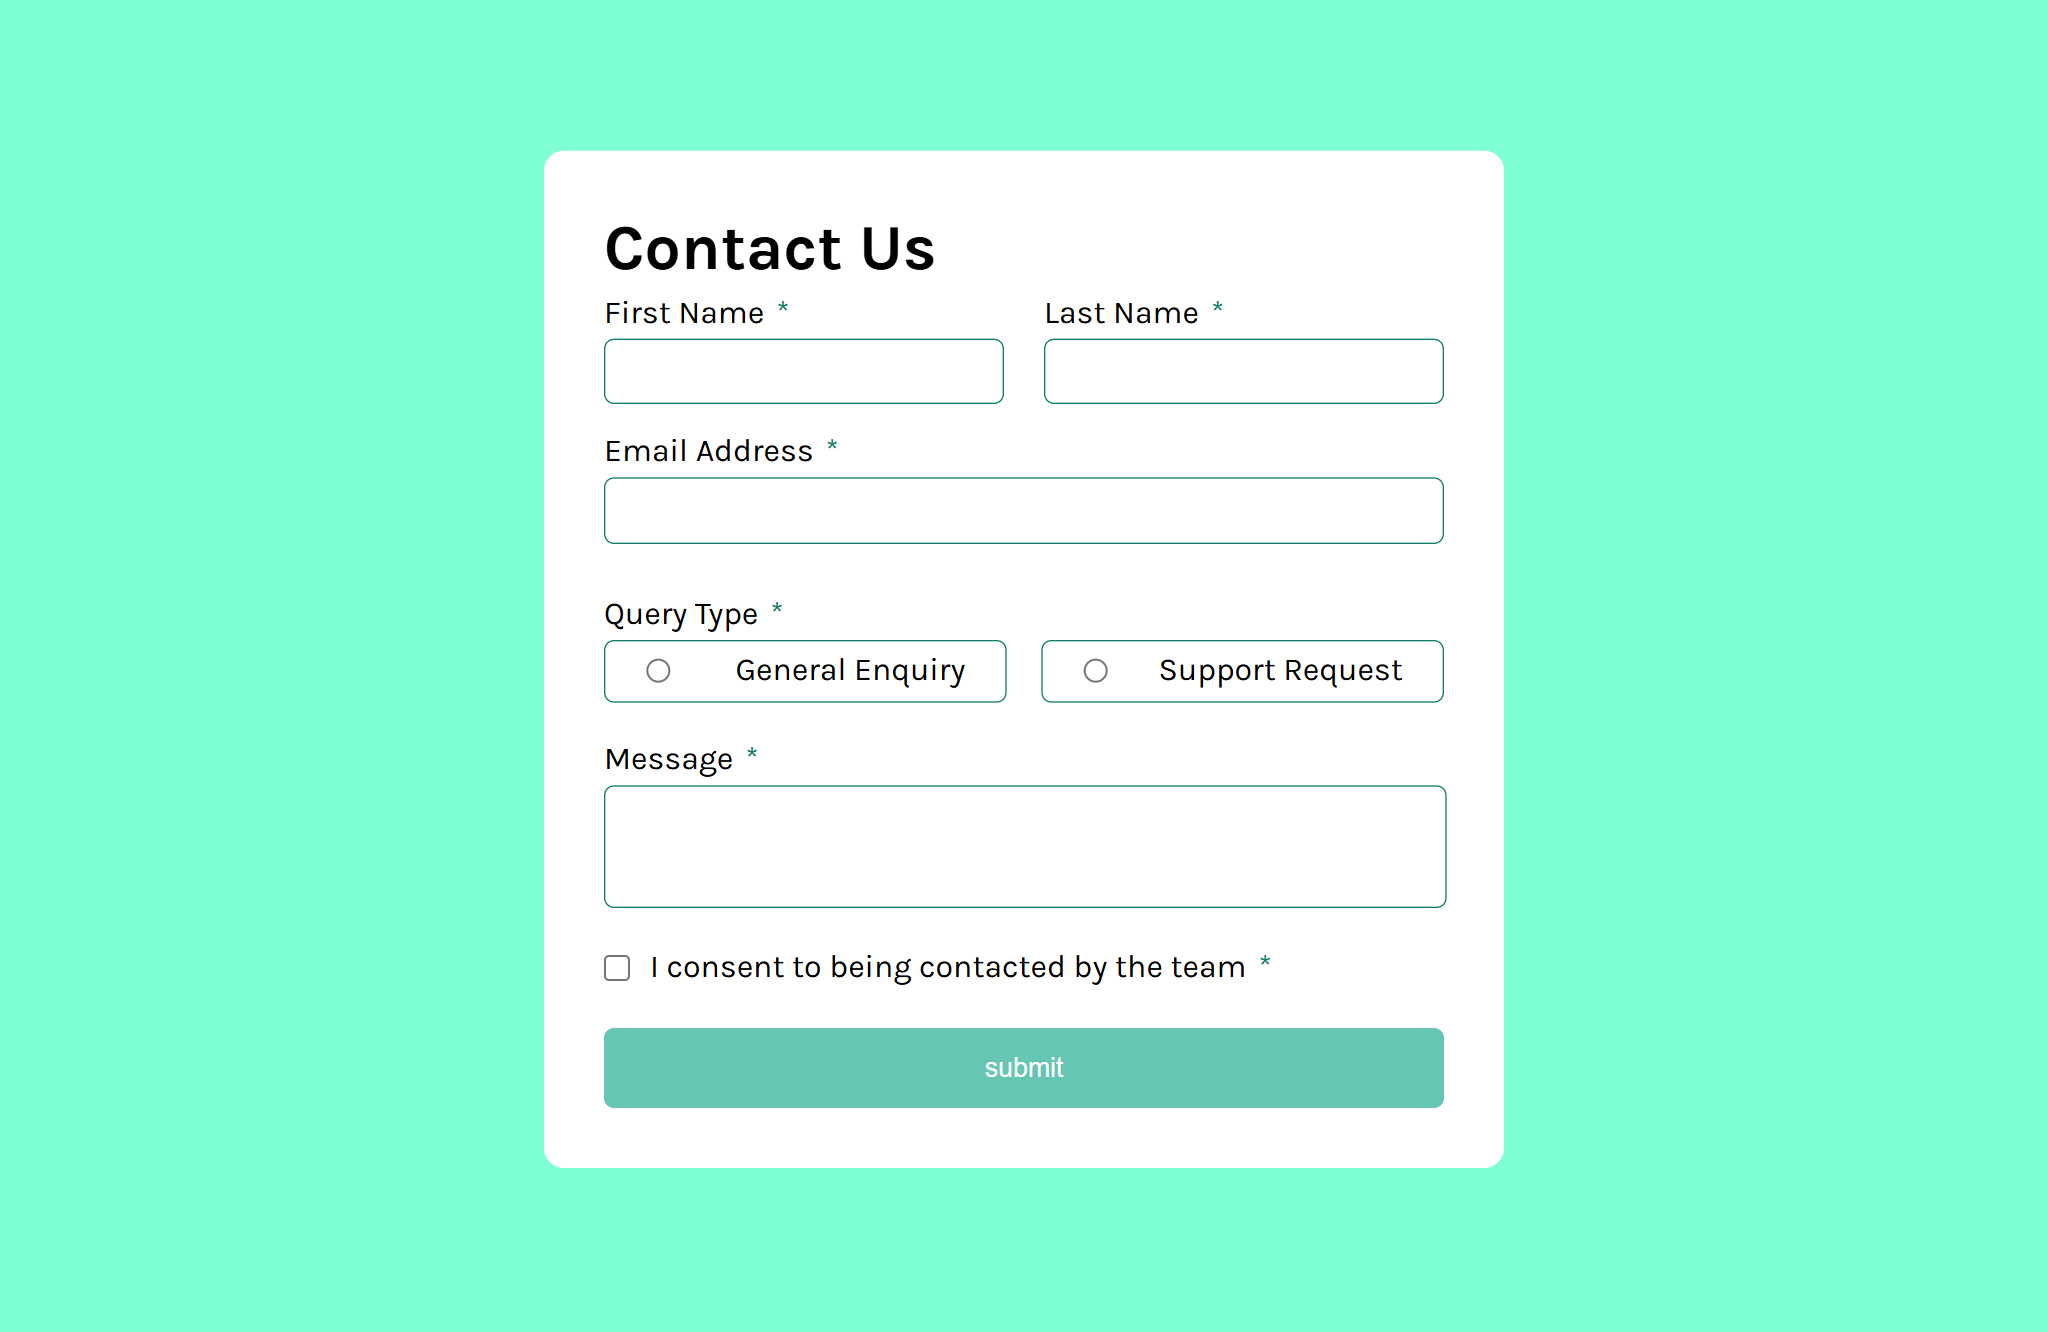 Contact Us
First Name * Last Name *
Email Address *
Query Type *
General Enquiry Support Request
Message *
I consent to being contacted by the team *
submit